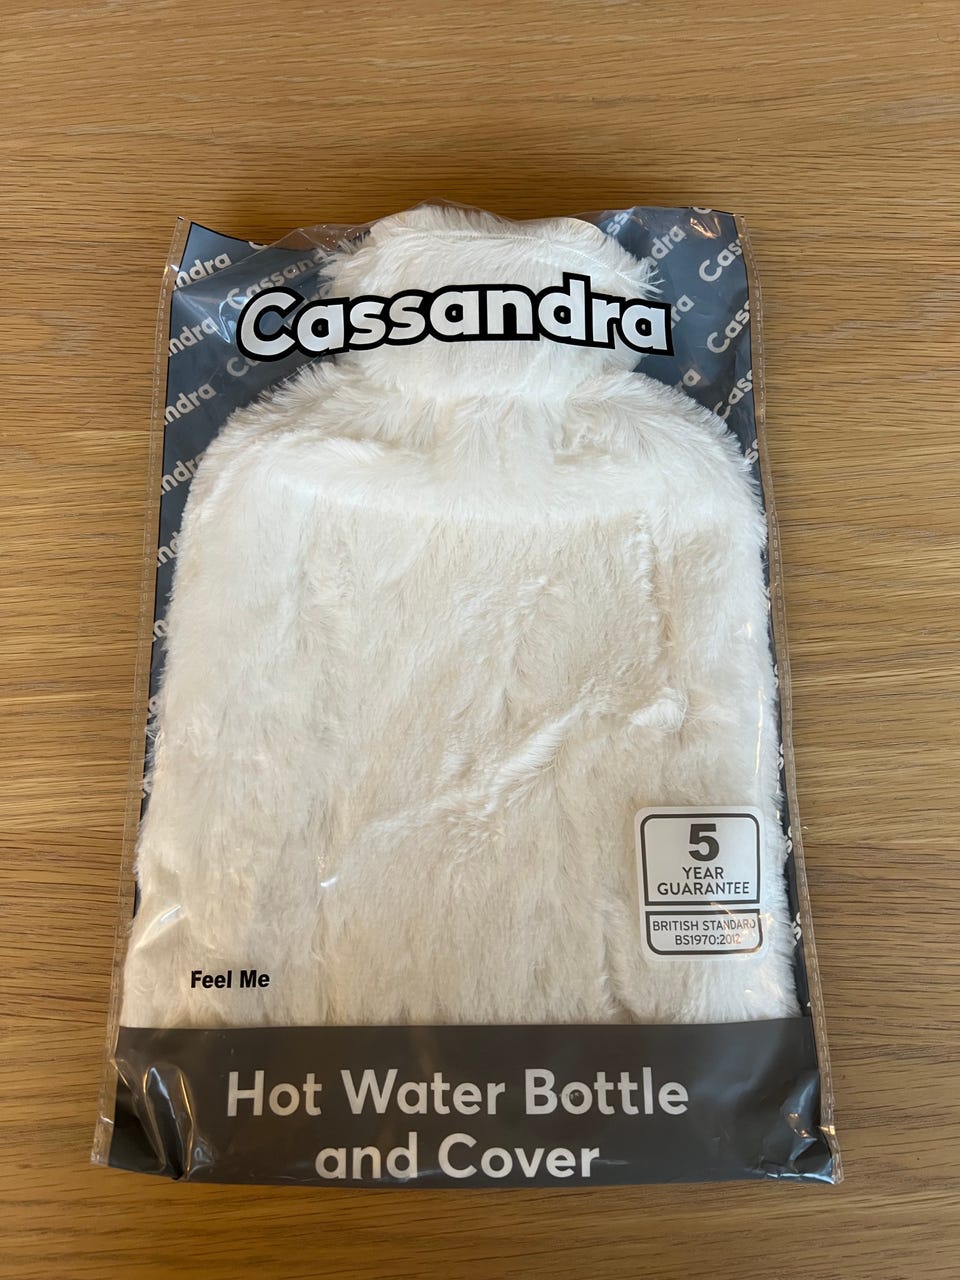 Cassandra
5
YEAR
GUARANTEE
BRITISH STANDARD
BS1970:2012
Feel Me
Hot Water Bottle
and Cover